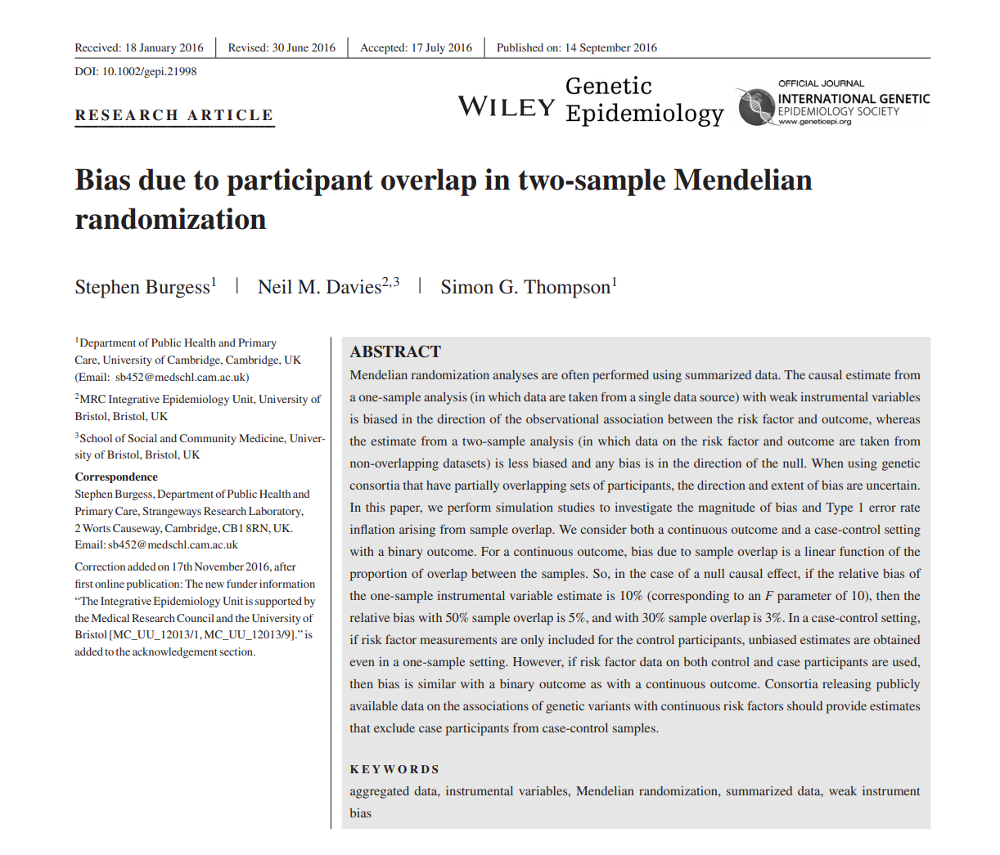 Received: 18 January 2016 | Revised: 30 June 2016 | Accepted: 17 July 2016 | Published on: 14 September 2016
DOI: 10.1002/gepi.21998
RESEARCH ARTICLE
WILEY
Genetic
Epidemiology
OFFICIAL JOURNAL
INTERNATIONAL GENETIC
EPIDEMIOLOGY SOCIETY
www.geneticepi.org
Bias due to participant overlap in two-sample Mendelian
randomization
Stephen Burgess1 | Neil M. Davies2,3 | Simon G. Thompson1
1Department of Public Health and Primary
Care, University of Cambridge, Cambridge, UK
(Email: sb452@medschl.cam.ac.uk)
2MRC Integrative Epidemiology Unit, University of
Bristol, Bristol, UK
3School of Social and Community Medicine, Univer-
sity of Bristol, Bristol, UK
Correspondence
Stephen Burgess, Department of Public Health and
Primary Care, Strangeways Research Laboratory,
2 Worts Causeway, Cambridge, CB1 8RN, UK.
Email: sb452@medschl.cam.ac.uk
Correction added on 17th November 2016, after
first online publication: The new funder information
“The Integrative Epidemiology Unit is supported by
the Medical Research Council and the University of
Bristol [MC_UU_12013/1, MC_UU_12013/9].” is
added to the acknowledgement section.
ABSTRACT
Mendelian randomization analyses are often performed using summarized data. The causal estimate from
a one-sample analysis (in which data are taken from a single data source) with weak instrumental variables
is biased in the direction of the observational association between the risk factor and outcome, whereas
the estimate from a two-sample analysis (in which data on the risk factor and outcome are taken from
non-overlapping datasets) is less biased and any bias is in the direction of the null. When using genetic
consortia that have partially overlapping sets of participants, the direction and extent of bias are uncertain.
In this paper, we perform simulation studies to investigate the magnitude of bias and Type 1 error rate
inflation arising from sample overlap. We consider both a continuous outcome and a case-control setting
with a binary outcome. For a continuous outcome, bias due to sample overlap is a linear function of the
proportion of overlap between the samples. So, in the case of a null causal effect, if the relative bias of
the one-sample instrumental variable estimate is 10% (corresponding to an F parameter of 10), then the
relative bias with 50% sample overlap is 5%, and with 30% sample overlap is 3%. In a case-control setting,
if risk factor measurements are only included for the control participants, unbiased estimates are obtained
even in a one-sample setting. However, if risk factor data on both control and case participants are used,
then bias is similar with a binary outcome as with a continuous outcome. Consortia releasing publicly
available data on the associations of genetic variants with continuous risk factors should provide estimates
that exclude case participants from case-control samples.
KEYWORDS
aggregated data, instrumental variables, Mendelian randomization, summarized data, weak instrument
bias